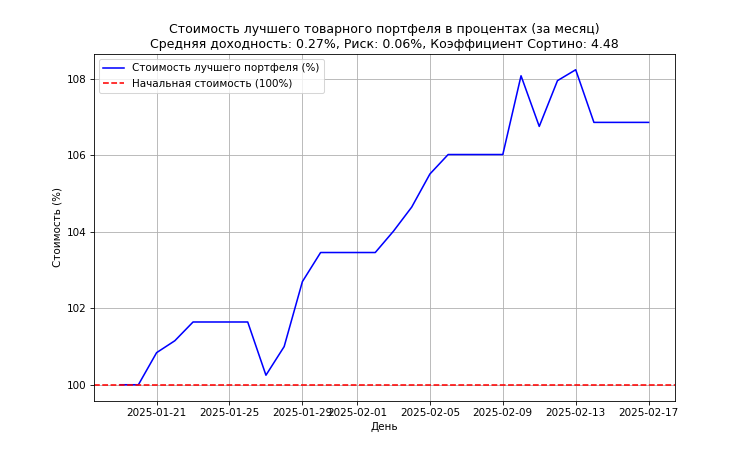 Стоимость лучшего товарного портфеля в процентах (за месяц)
Средняя доходность: 0.27%, Риск: 0.06%, Коэффициент Сортино: 4.48
Стоимость лучшего портфеля (%)
Начальная стоимость (100%)
Стоимость (%)
108
106
104
102
100
2025-01-21 2025-01-25 2025-01-29 2025-02-01 2025-02-05 2025-02-09 2025-02-13 2025-02-17
День